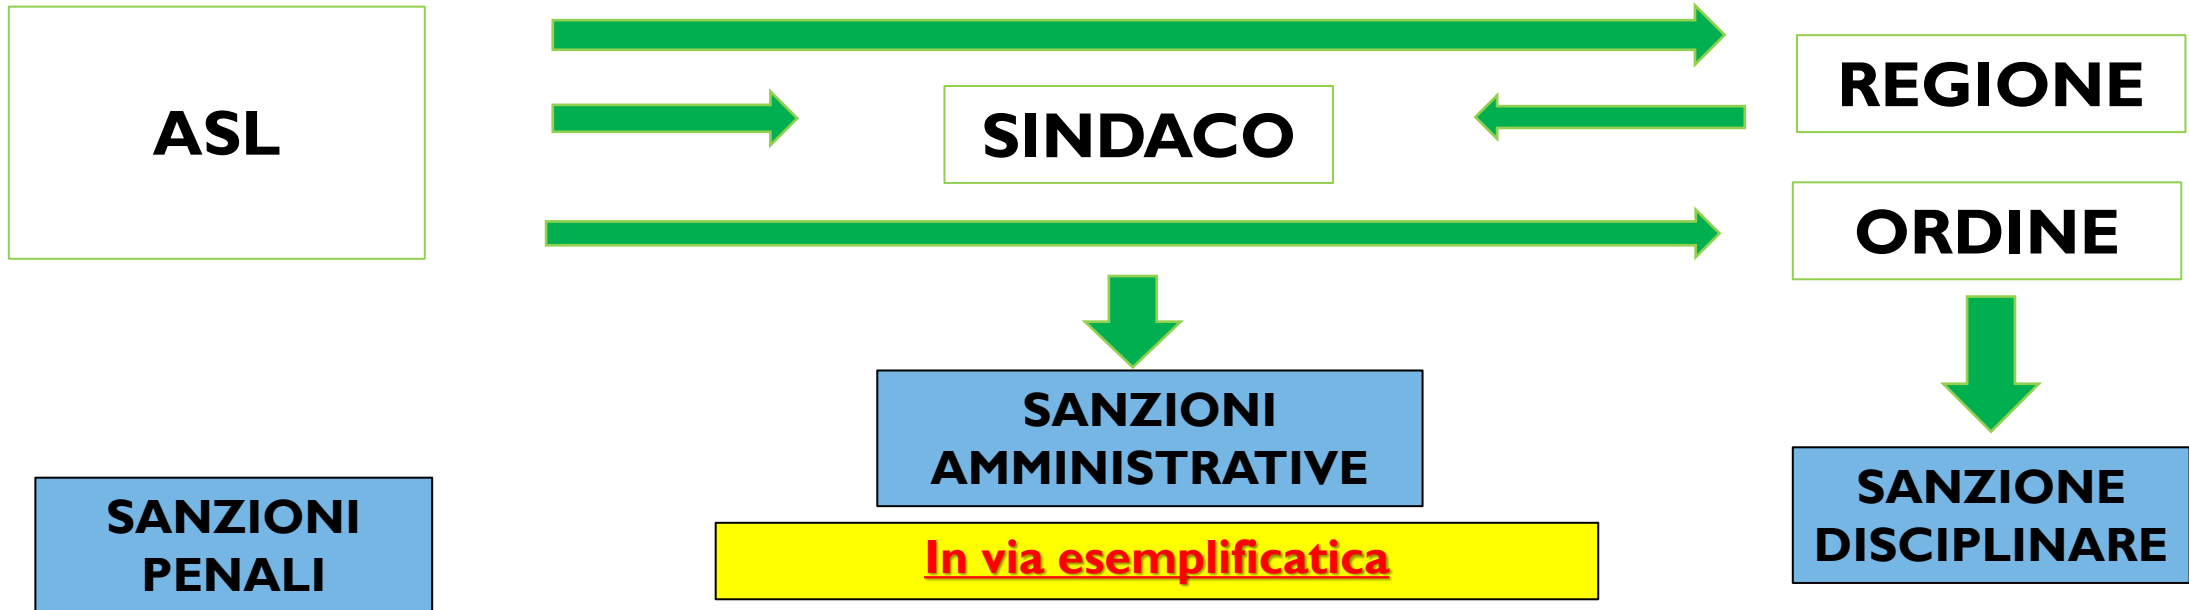 ASL
SINDACO
REGIONE
ORDINE
SANZIONI
AMMINISTRATIVE
SANZIONI
PENALI
In via esemplificatica
SANZIONE
DISCIPLINARE